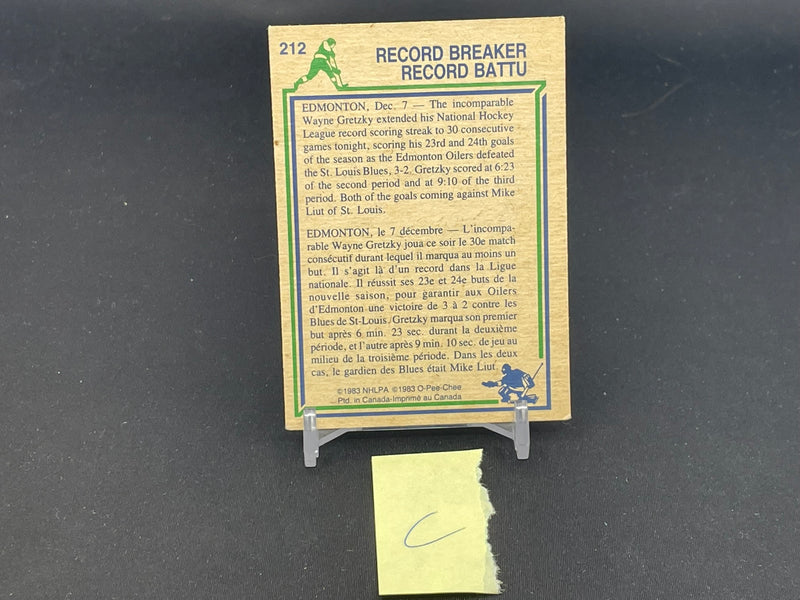 212
RECORD BREAKER
RECORD BATTU
EDMONTON, Dec. 7 — The incomparable
Wayne Gretzky extended his National Hockey
League record scoring streak to 30 consecutive
games tonight, scoring his 23rd and 24th goals
of the season as the Edmonton Oilers defeated
the St. Louis Blues, 3-2. Gretzky scored at 6:23
of the second period and at 9:10 of the third
period. Both of the goals coming against Mike
Liut of St. Louis.
EDMONTON, le 7 décembre — L'incompa-
rable Wayne Gretzky joua ce soir le 30e match
consécutif durant lequel il marqua au moins un
but. Il s'agit là d'un record dans la Ligue
nationale. Il réussit ses 23e et 24e buts de la
nouvelle saison, pour garantir aux Oilers
d'Edmonton une victoire de 3 à 2 contre les
Blues de St-Louis. Gretzky marqua son premier
but après 6 min. 23 sec. durant la deuxième
période, et l'autre après 9 min. 10 sec. de jeu au
milieu de la troisième période. Dans les deux
cas, le gardien des Blues était Mike Liut.
©1983 NHLPA ©1983 O-Pee-Chee
Ptd. in Canada-Imprimé au Canada
C